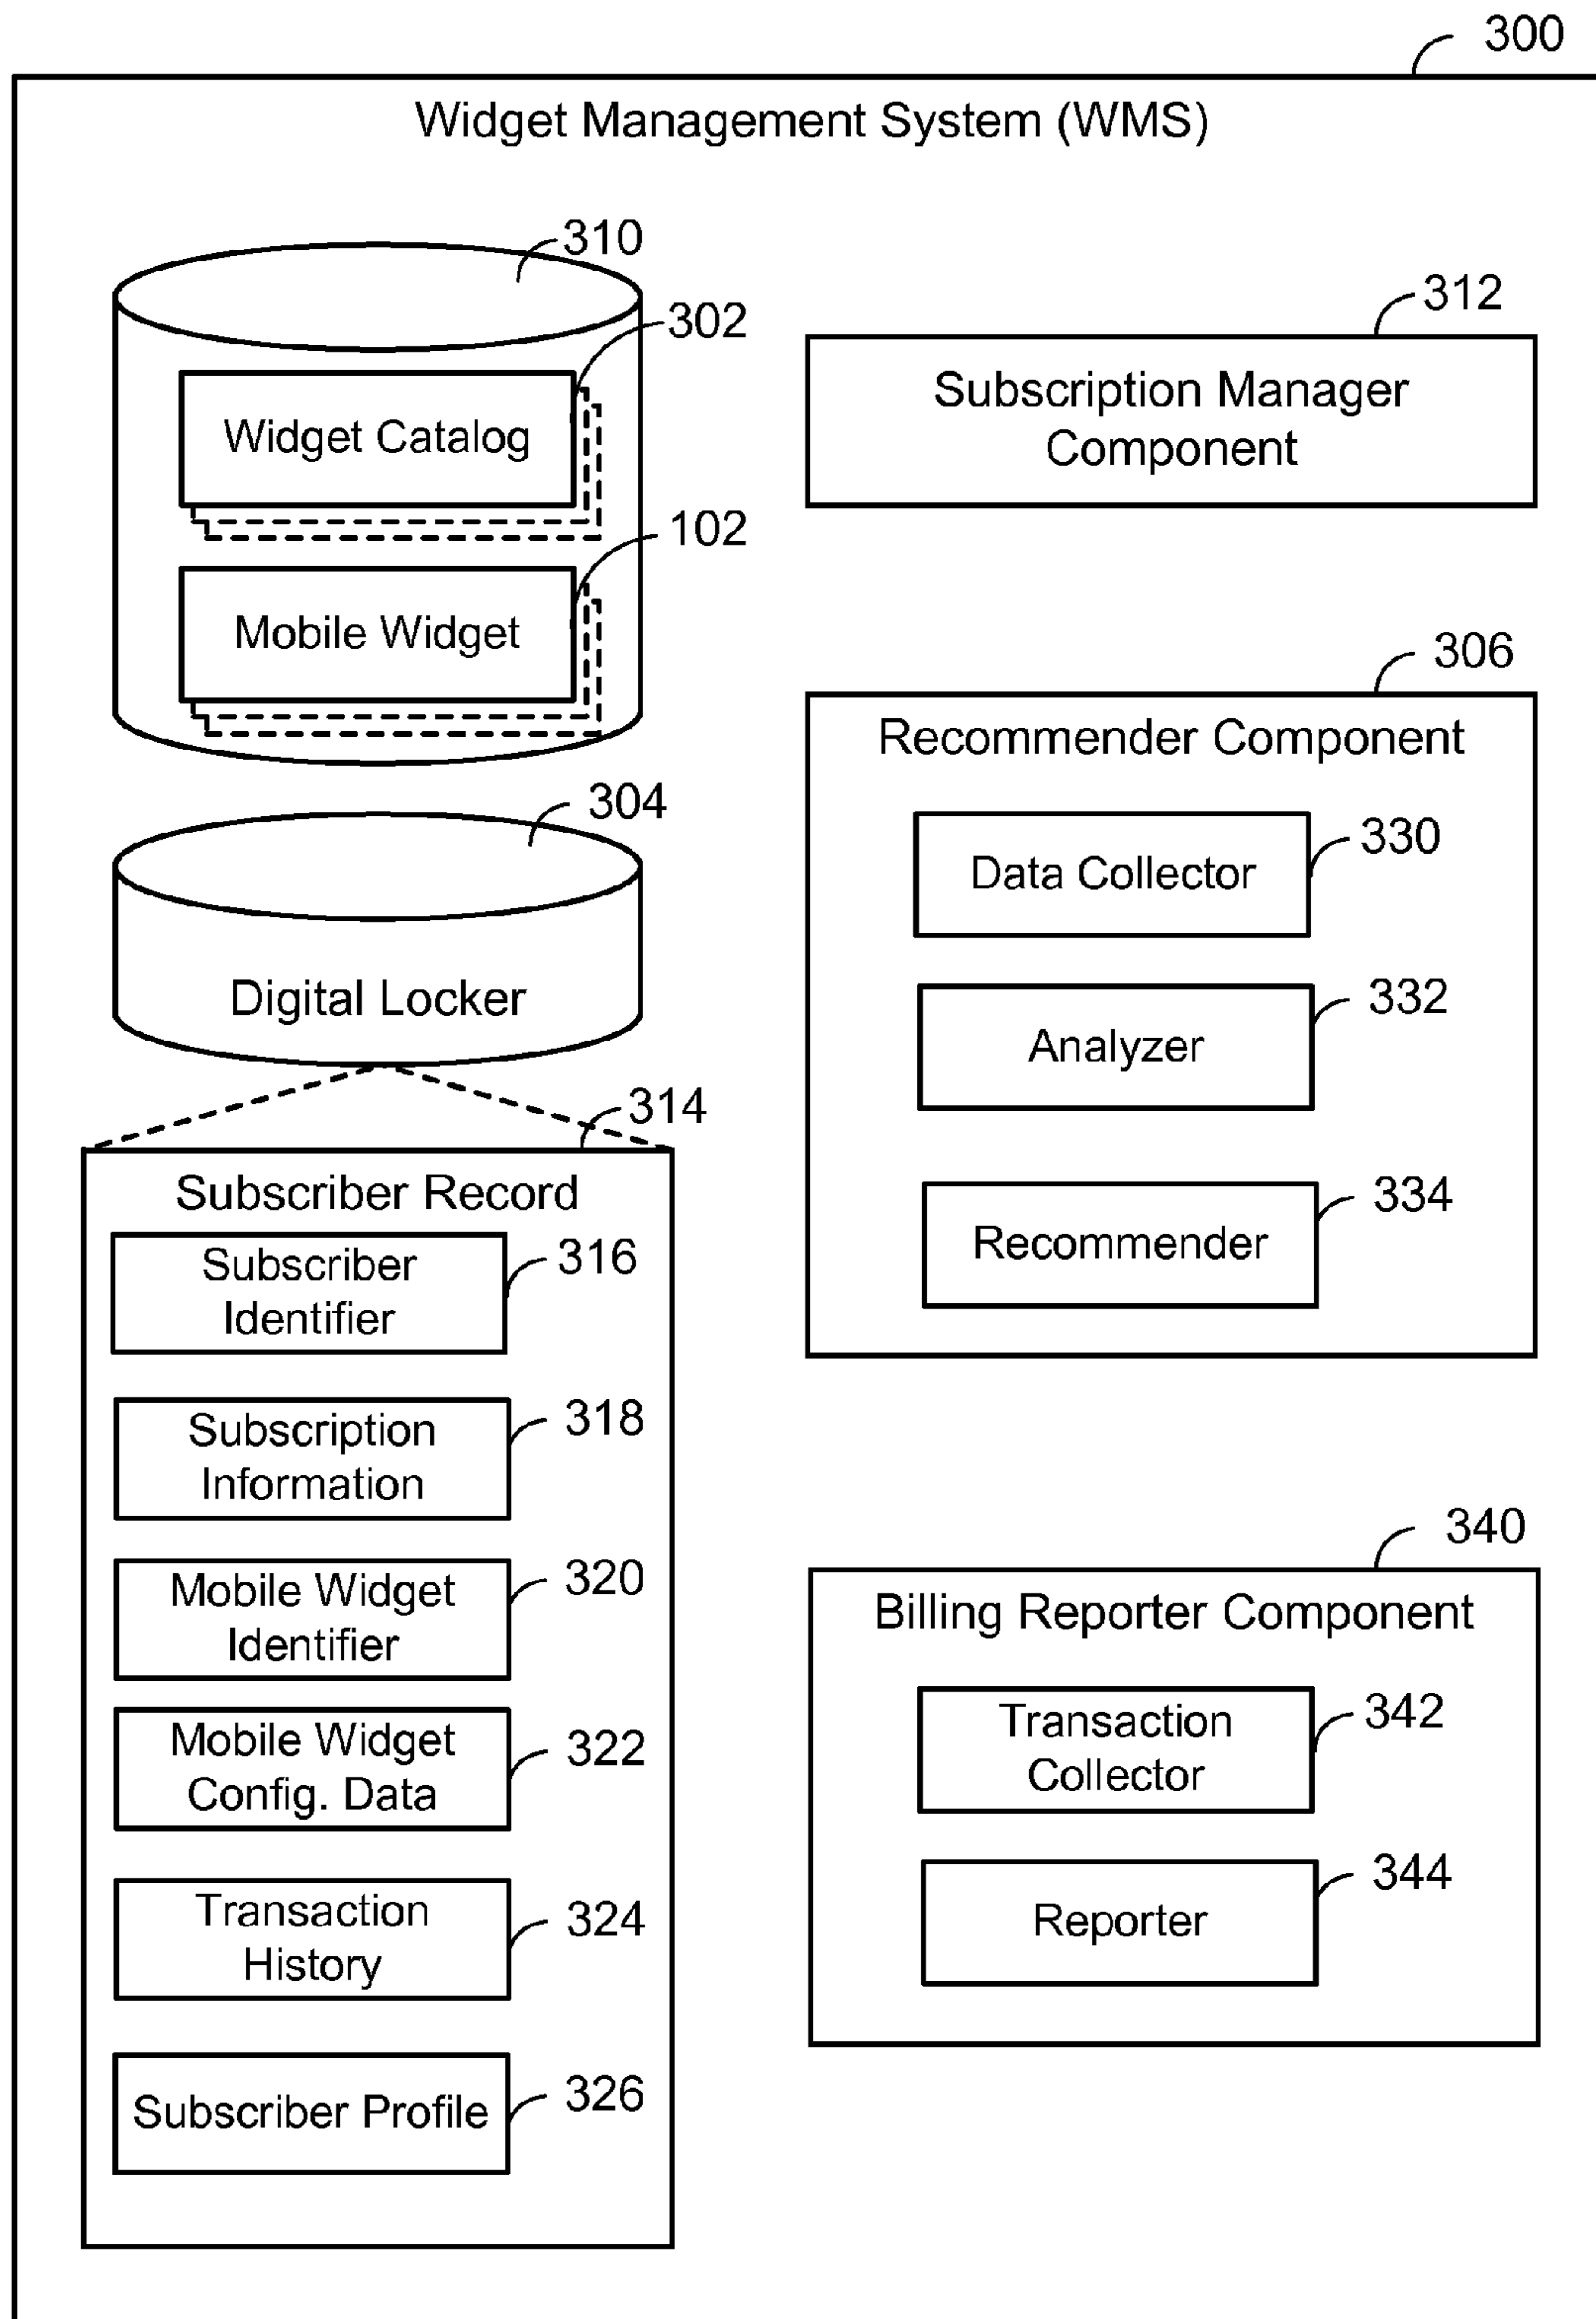 300
Widget Management System (WMS)
310
302
Widget Catalog
102
Mobile Widget
304
Digital Locker
314
Subscriber Record
Subscriber
Identifier
316
Subscription
Information
318
Mobile Widget
Identifier
320
Mobile Widget
Config. Data
322
Transaction
History
324
Subscriber Profile
326
312
Subscription Manager
Component
306
Recommender Component
Data Collector
330
Analyzer
332
Recommender
334
340
Billing Reporter Component
Transaction
Collector
342
Reporter
344